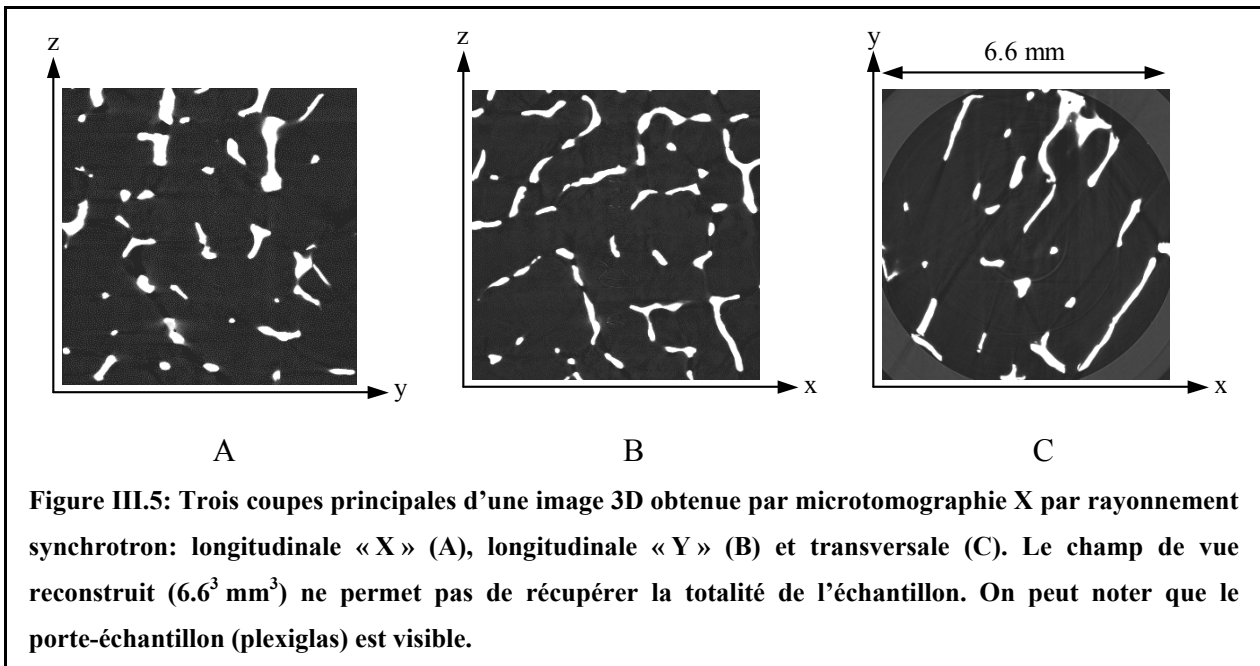 z
z
y
6.6 mm
y
x
x
A
B
C
Figure III.5: Trois coupes principales d’une image 3D obtenue par microtomographie X par rayonnement
synchrotron: longitudinale « X » (A), longitudinale « Y » (B) et transversale (C). Le champ de vue
reconstruit (6.6³ mm³) ne permet pas de récupérer la totalité de l’échantillon. On peut noter que le
porte-échantillon (plexiglas) est visible.